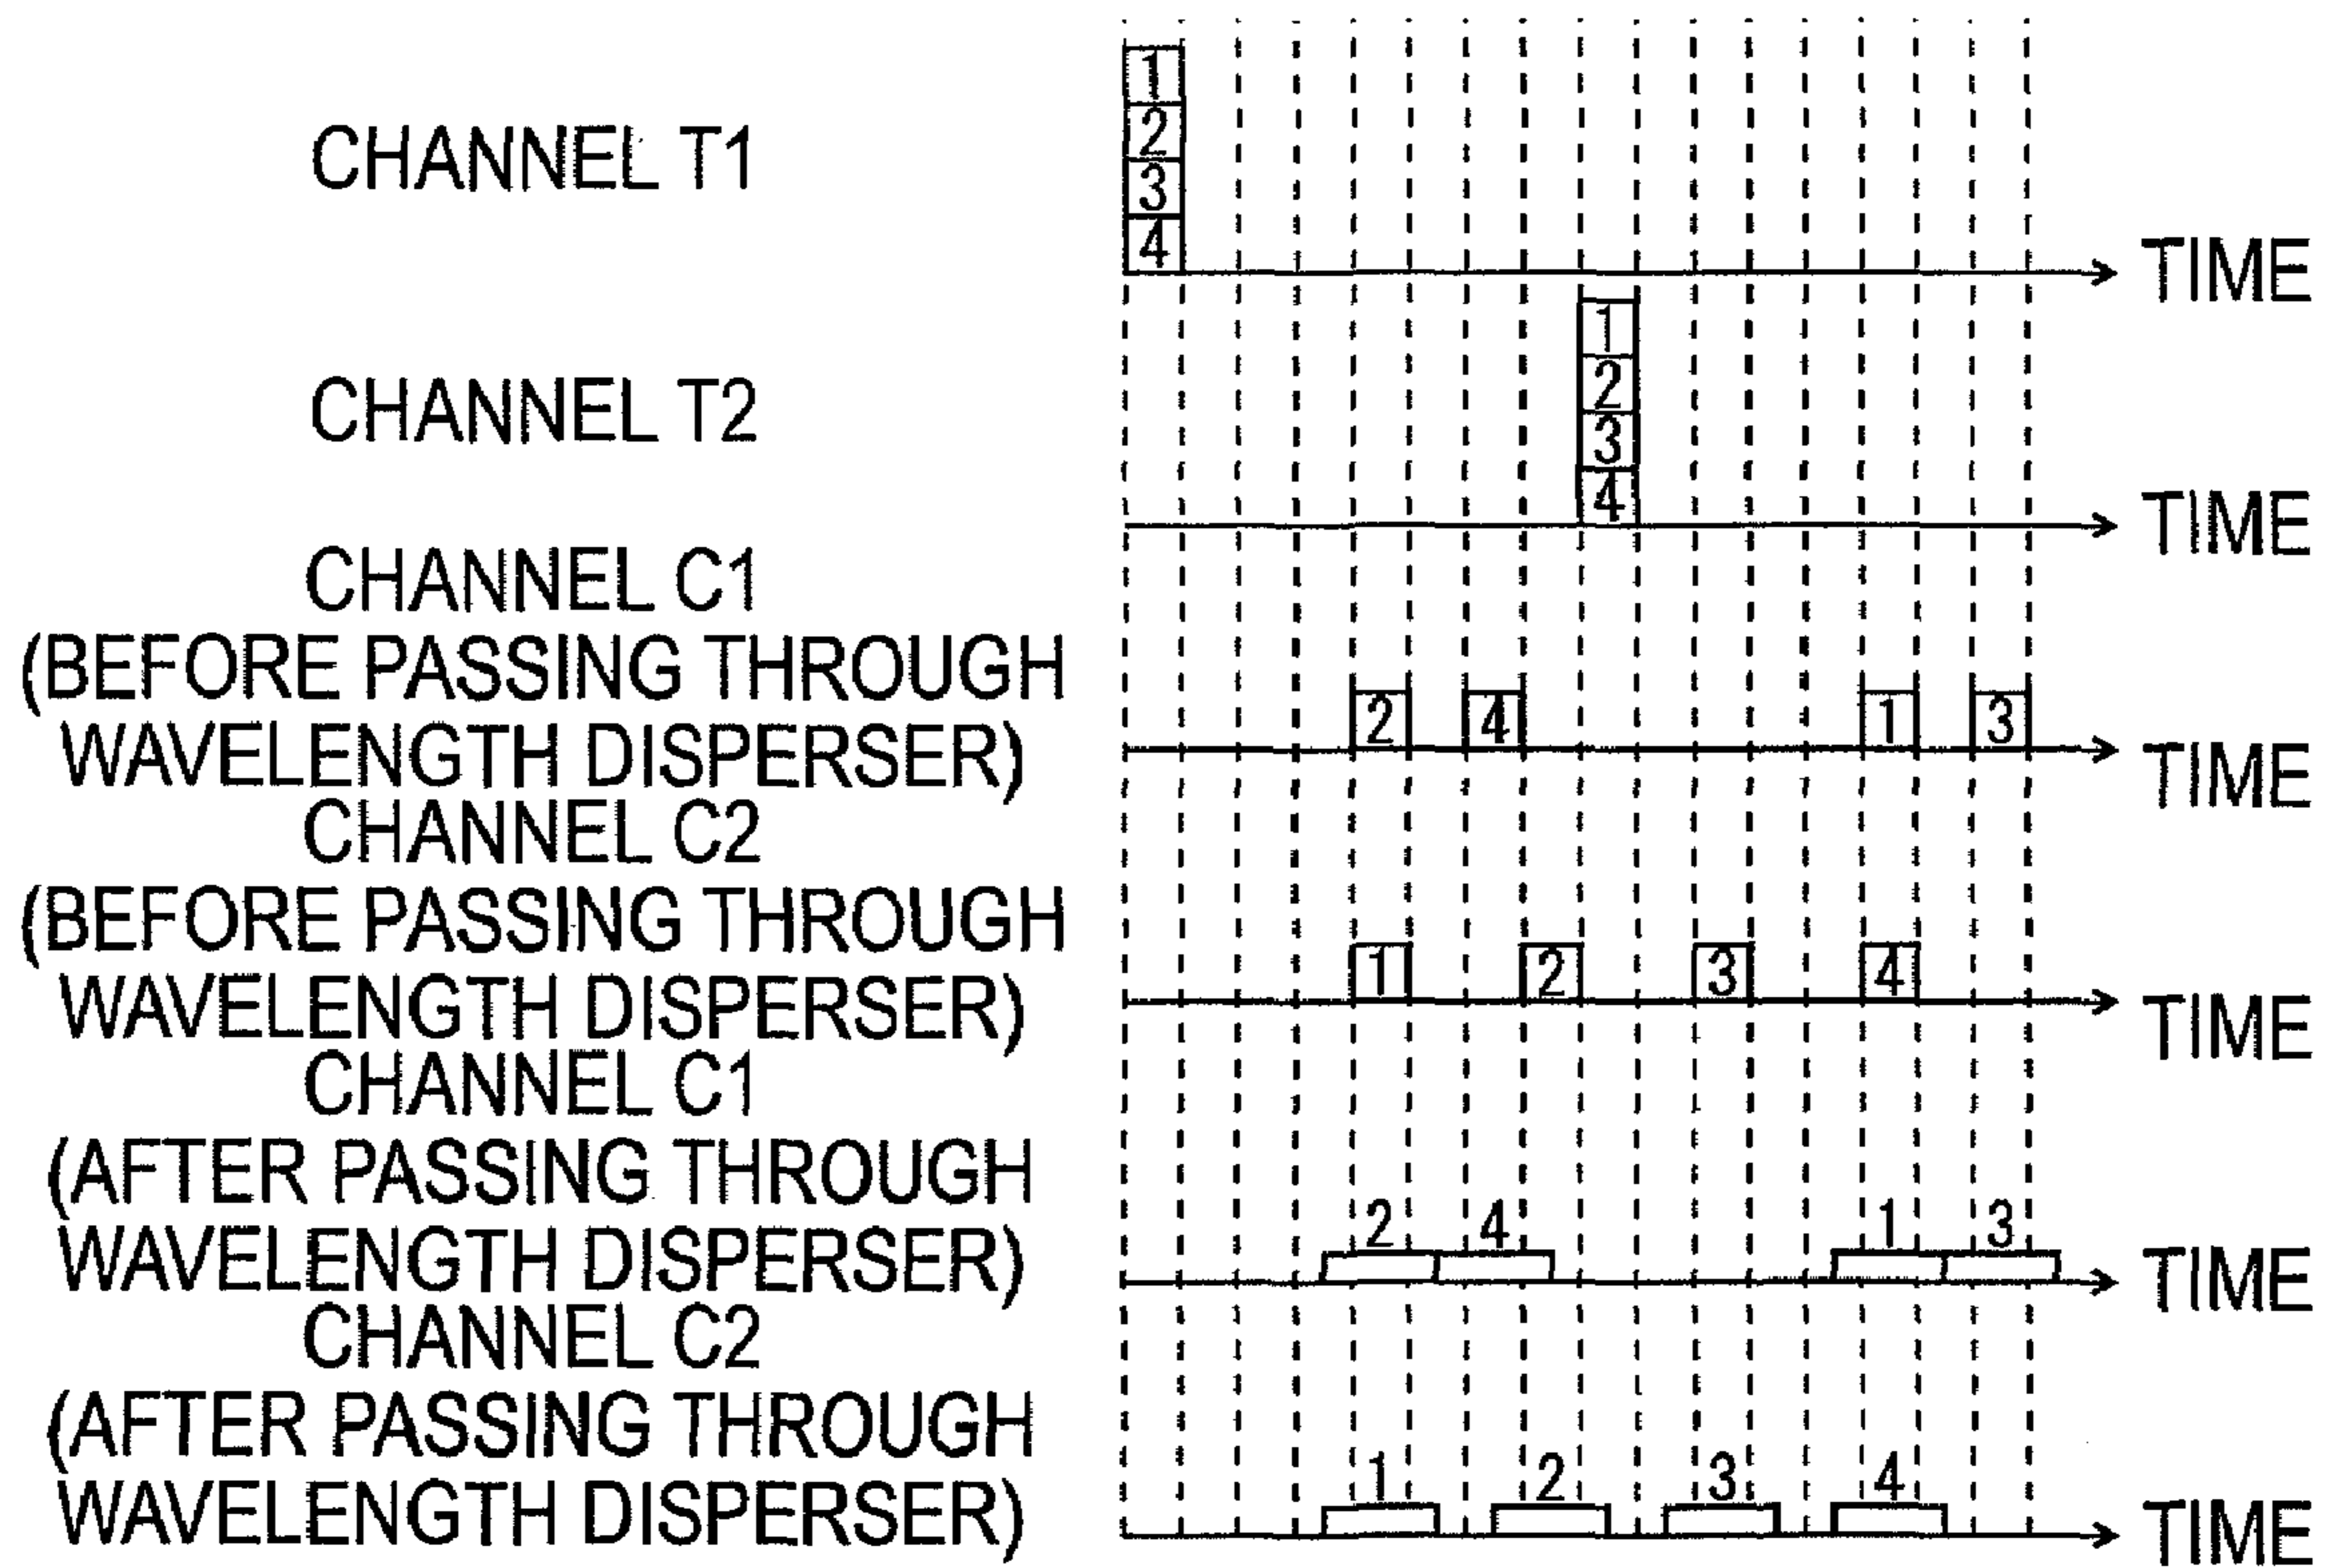 CHANNEL T1
1
2
3
4
TIME
CHANNEL T2
1
2
3
4
TIME
CHANNEL C1
(BEFORE PASSING THROUGH
WAVELENGTH DISPERSER)
2 4 1 3
TIME
CHANNEL C2
(BEFORE PASSING THROUGH
WAVELENGTH DISPERSER)
1 2 3 4
TIME
CHANNEL C1
(AFTER PASSING THROUGH
WAVELENGTH DISPERSER)
2 4 1 3
TIME
CHANNEL C2
(AFTER PASSING THROUGH
WAVELENGTH DISPERSER)
1 2 3 4
TIME